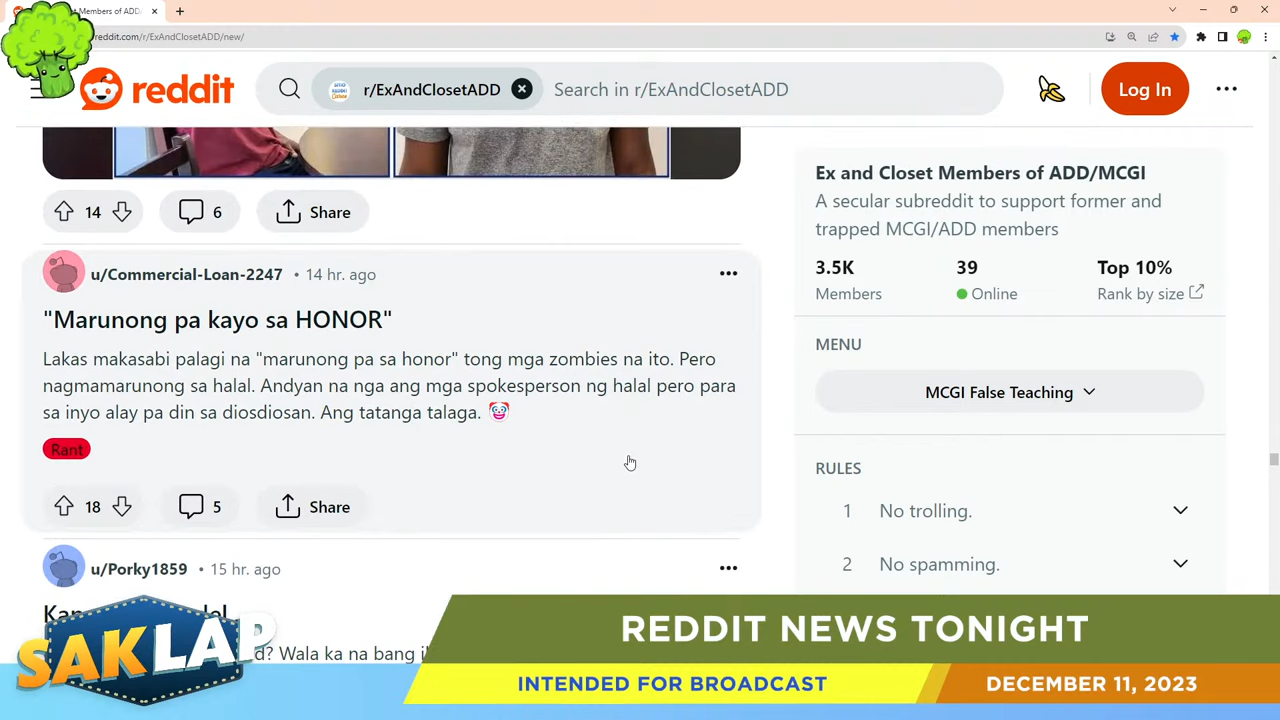 Members of ADD/
reddit.com/r/ExAndClosetADD/new/
reddit
r/ExAndClosetADD
Search in r/ExAndClosetADD
Log In
14
6
Share
u/Commercial-Loan-2247 • 14 hr. ago
"Marunong pa kayo sa HONOR"
Lakas makasabi palagi na "marunong pa sa honor" tong mga zombies na ito. Pero
nagmamarunong sa halal. Andyan na nga ang mga spokesperson ng halal pero para
sa inyo alay pa din sa diosdiosan. Ang tatanga talaga. 🤡
Rant
18
5
Share
u/Porky1859 • 15 hr. ago
d? Wala ka na bang
Ex and Closet Members of ADD/MCGI
A secular subreddit to support former and
trapped MCGI/ADD members
3.5K
39
Top 10%
Members
Online
Rank by size
MENU
MCGI False Teaching
RULES
1 No trolling.
2 No spamming.
SAKLAP
REDDIT NEWS TONIGHT
INTENDED FOR BROADCAST
DECEMBER 11, 2023